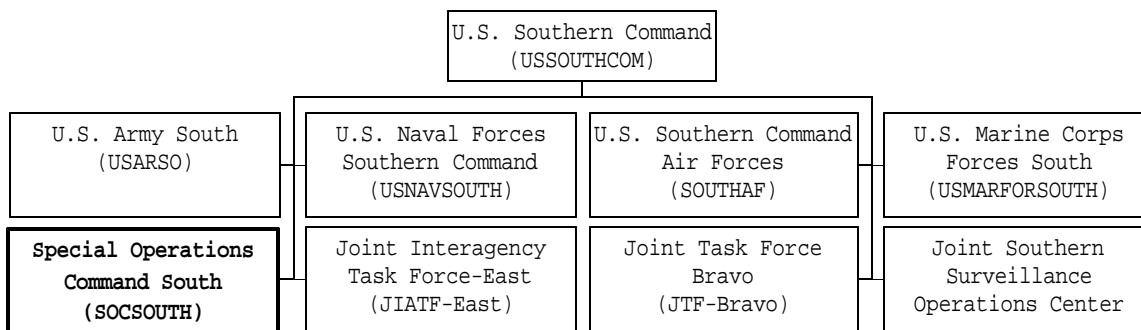 U.S. Southern Command
(USSOUTHCOM)
U.S. Army South
(USARSO)
U.S. Naval Forces
Southern Command
(USNAVSOUTH)
U.S. Southern Command
Air Forces
(SOUTHAF)
U.S. Marine Corps
Forces South
(USMARFORSOUTH)
Special Operations
Command South
(SOCSOUTH)
Joint Interagency
Task Force-East
(JIATF-East)
Joint Task Force
Bravo
(JTF-Bravo)
Joint Southern
Surveillance
Operations Center